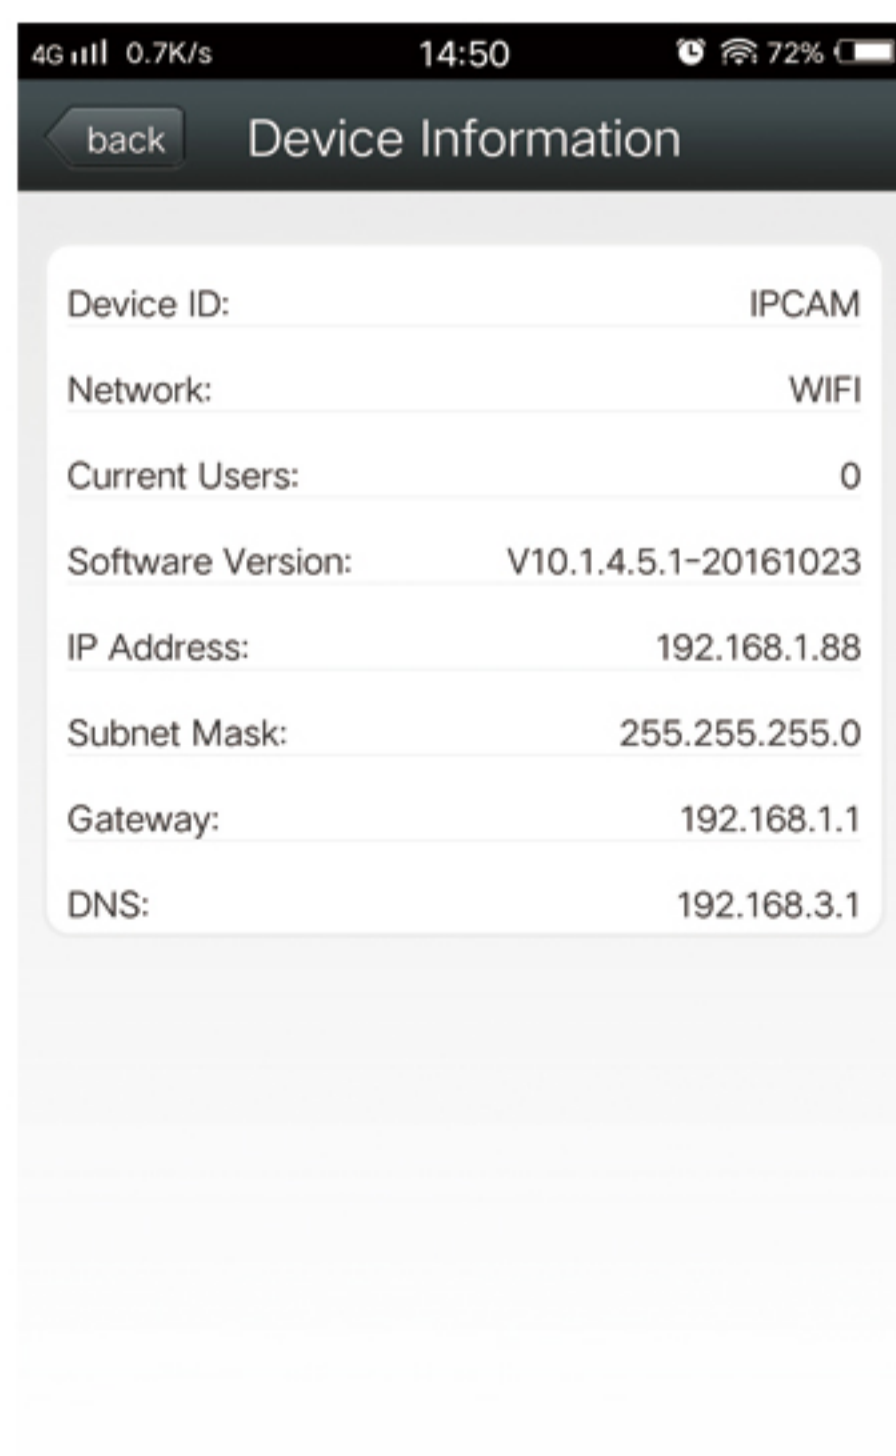 4G 0.7K/s 14:50 72%
back Device Information
Device ID: IPCAM
Network: WIFI
Current Users: 0
Software Version: V10.1.4.5.1-20161023
IP Address: 192.168.1.88
Subnet Mask: 255.255.255.0
Gateway: 192.168.1.1
DNS: 192.168.3.1